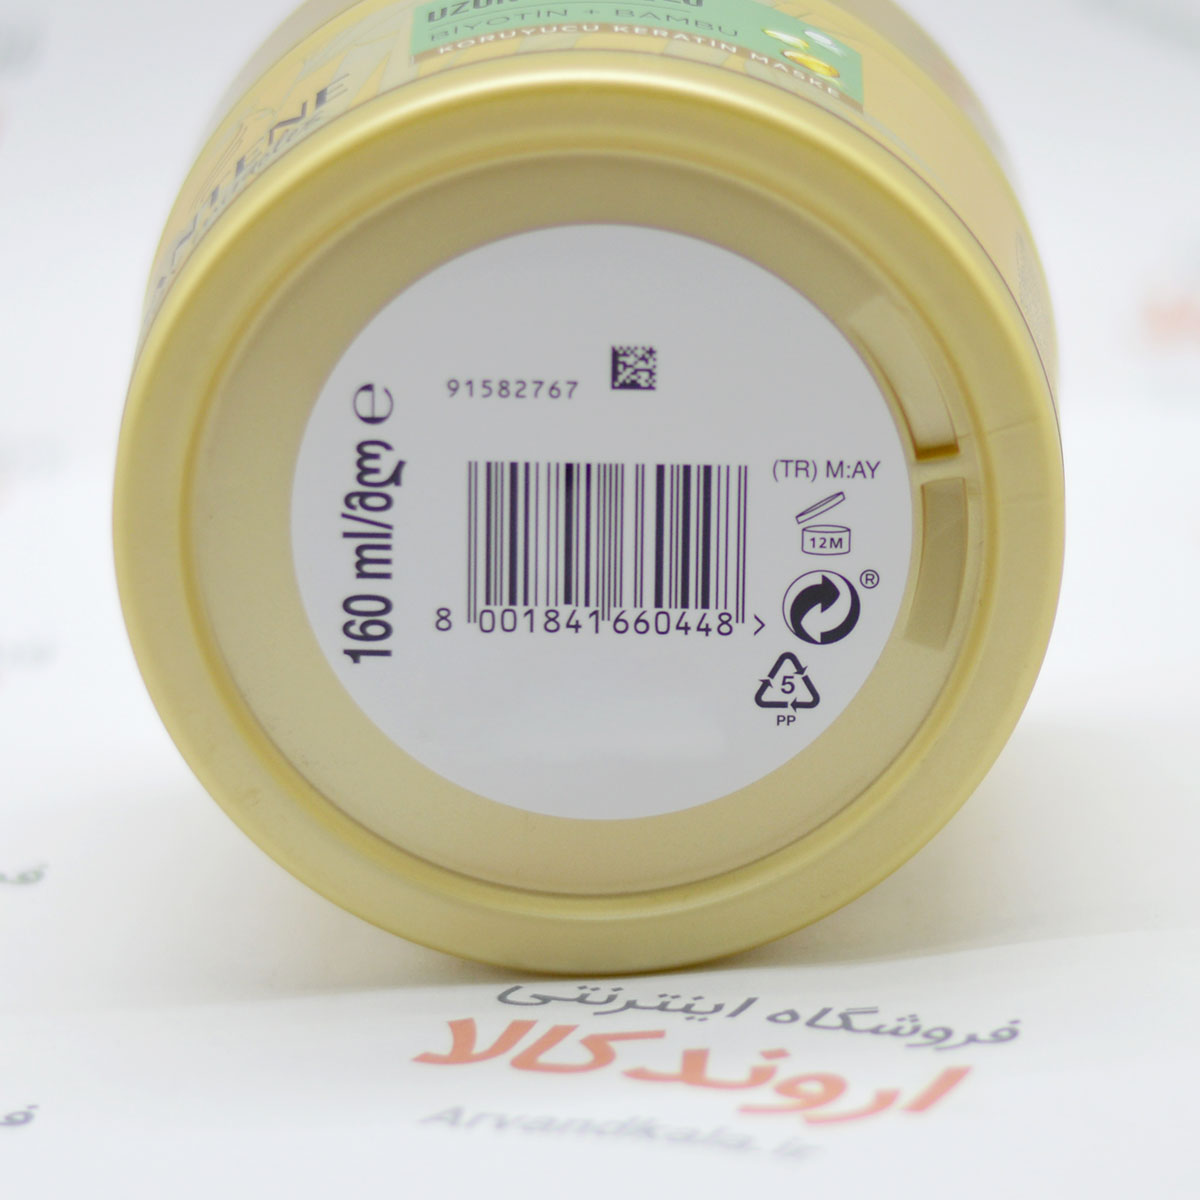 BİYOTİN + BAMBU
KORUYUCU KERATİN MASKE
91582767
160 ml/მლ ℮
(TR) M:AY
12M
®
8 001841 660448 >
5
PP
فروشگاه اینترنتی
اروندکالا
Arvandkala.ir